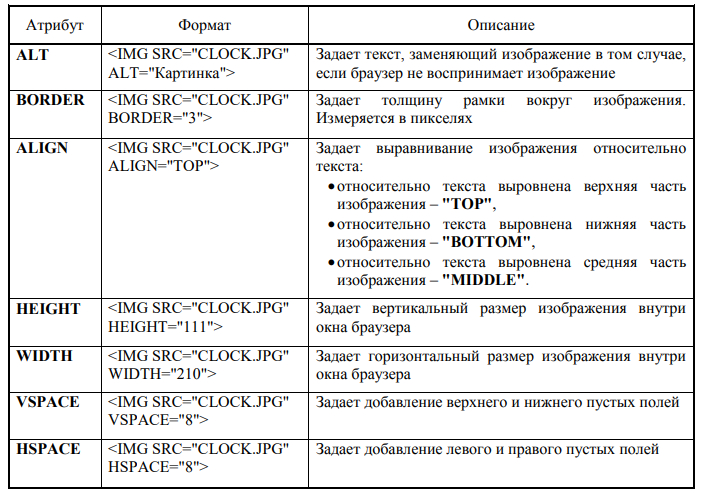 Атрибут Формат Описание
ALT <IMG SRC="CLOCK.JPG" Задает текст, заменяющий изображение в том случае,
ALT="Картинка"> если браузер не воспринимает изображение
BORDER <IMG SRC="CLOCK.JPG" Задает толщину рамки вокруг изображения.
BORDER="3"> Измеряется в пикселях
ALIGN <IMG SRC="CLOCK.JPG" Задает выравнивание изображения относительно
ALIGN="TOP"> текста:
•относительно текста выровнена верхняя часть
изображения – "TOP",
•относительно текста выровнена нижняя часть
изображения – "BOTTOM",
•относительно текста выровнена средняя часть
изображения – "MIDDLE".
HEIGHT <IMG SRC="CLOCK.JPG" Задает вертикальный размер изображения внутри
HEIGHT="111"> окна браузера
WIDTH <IMG SRC="CLOCK.JPG" Задает горизонтальный размер изображения внутри
WIDTH="210"> окна браузера
VSPACE <IMG SRC="CLOCK.JPG" Задает добавление верхнего и нижнего пустых полей
VSPACE="8">
HSPACE <IMG SRC="CLOCK.JPG" Задает добавление левого и правого пустых полей
HSPACE="8">